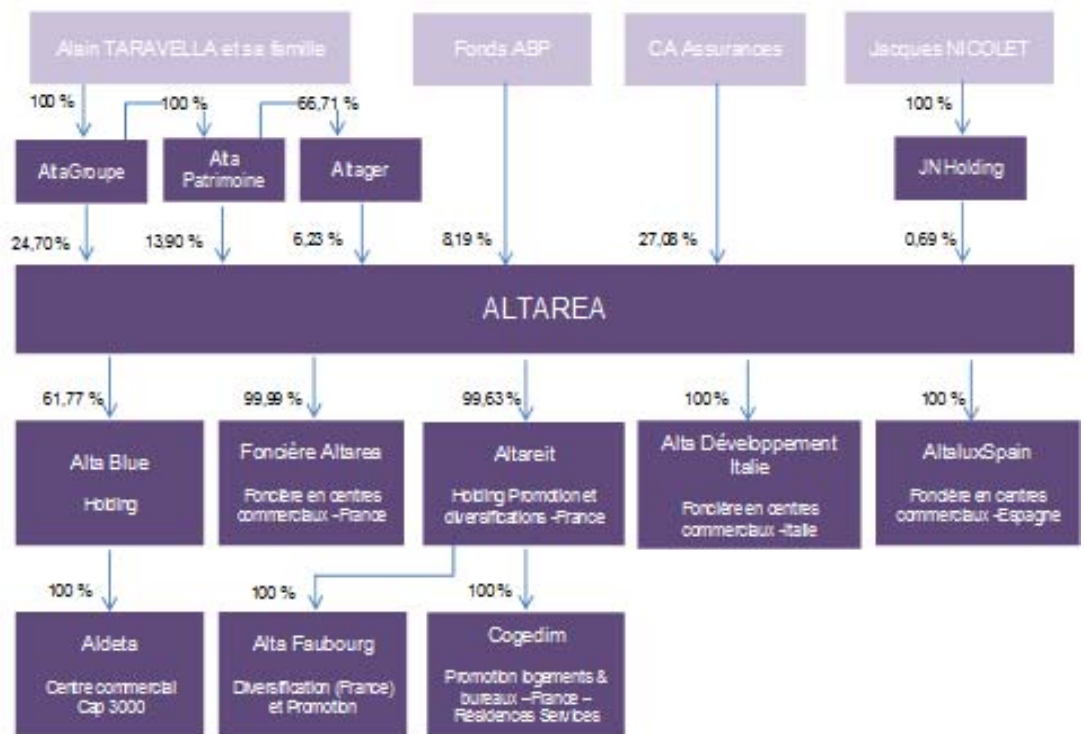 Alain TARAVELLA et sa famille
Fonds ABP
CA Assurances
Jacques NICOLET
100 %
100 %
66,71 %
100 %
AltaGroupe
Alta
Patrimoine
Altager
JN Holding
24,70 %
13,90 %
6,23 %
8,19 %
27,08 %
0,69 %
ALTAREA
61,77 %
99,99 %
99,63 %
100 %
100 %
Alta Blue
Holding
Foncière Altarea
Foncière en centres
commerciaux -France
Altareit
Holding Promotion et
diversifications -France
Alta Développement
Italie
Foncière en centres
commerciaux -Italie
AltaluxSpain
Foncière en centres
commerciaux -Espagne
100 %
100 %
100 %
Aldeta
Centre commercial
Cap 3000
Alta Faubourg
Diversification (France)
et Promotion
Cogedim
Promotion logements &
bureaux – France –
Résidences Services